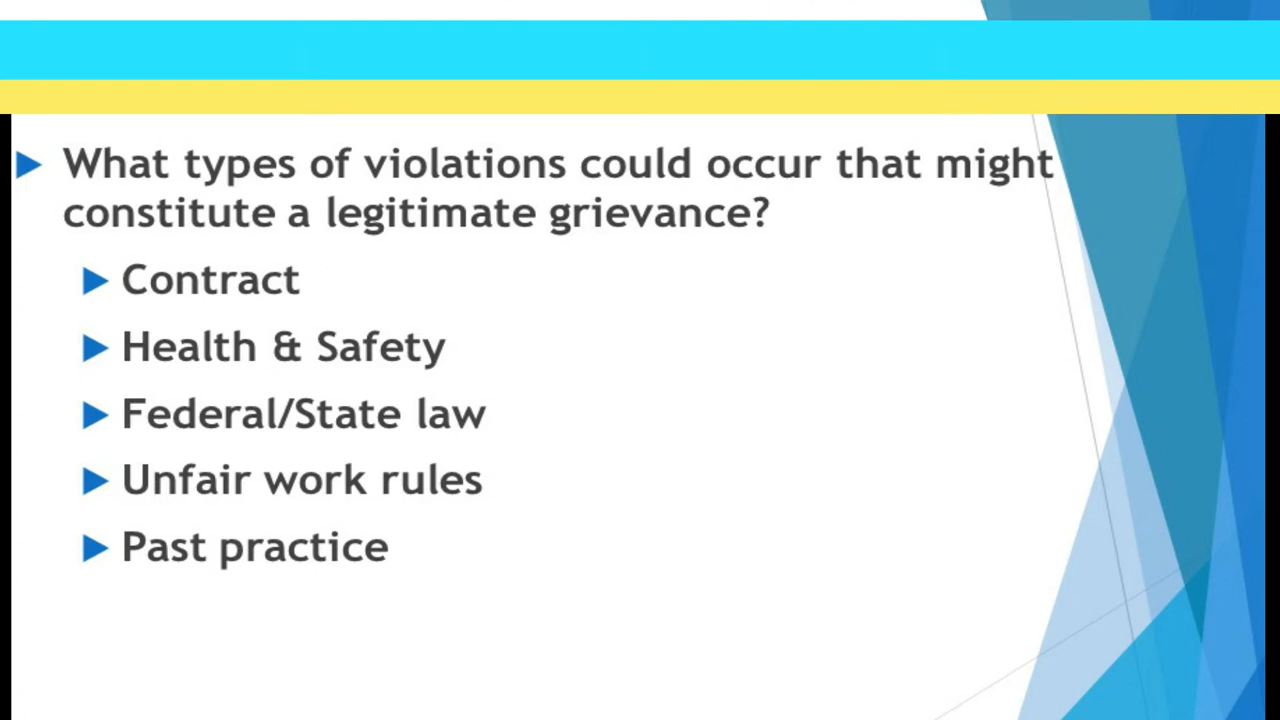 What types of violations could occur that might
constitute a legitimate grievance?
Contract
Health & Safety
Federal/State law
Unfair work rules
Past practice